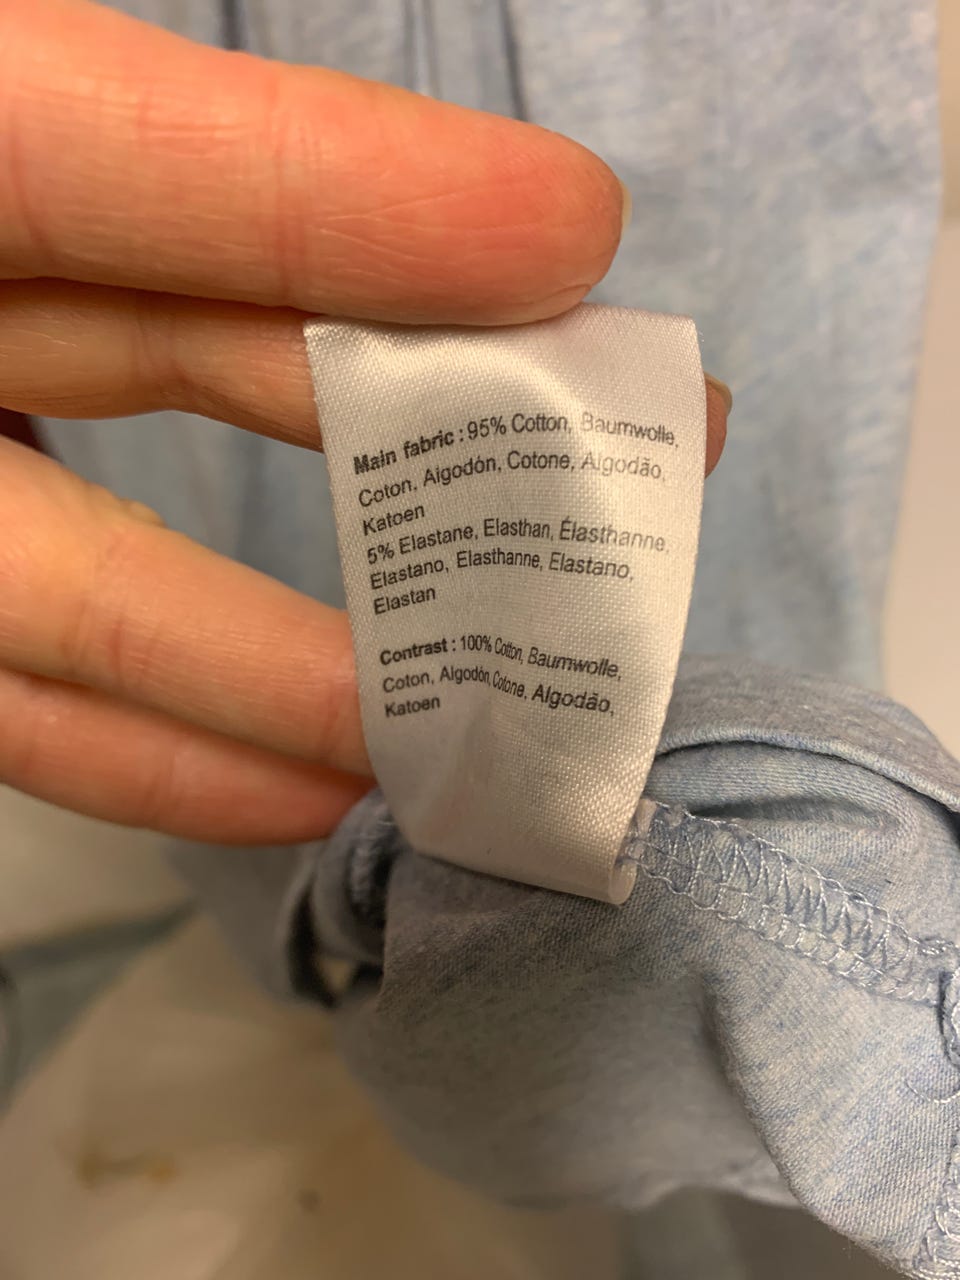 Main fabric : 95% Cotton, Baumwolle,
Coton, Algodón, Cotone, Algodão,
Katoen
5% Elastane, Elasthan, Élasthanne,
Elastano, Elasthanne, Elastano,
Elastan
Contrast : 100% Cotton, Baumwolle,
Coton, Algodón, Cotone, Algodão,
Katoen